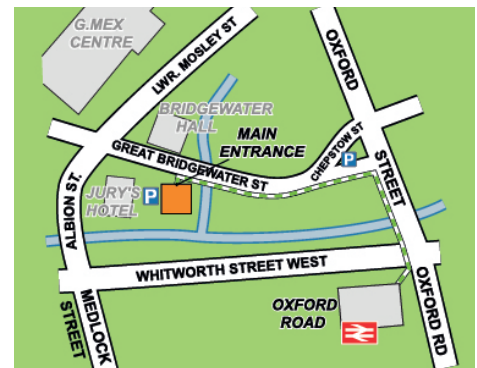 G.MEX
CENTRE
LWR. MOSLEY ST
OXFORD
BRIDGEWATER
HALL
MAIN
ENTRANCE
CHEPSTOW ST
P
STREET
GREAT BRIDGEWATER ST
JURY'S
HOTEL
P
ALBION ST.
WHITWORTH STREET WEST
MEDLOCK
STREET
OXFORD RD
OXFORD
ROAD